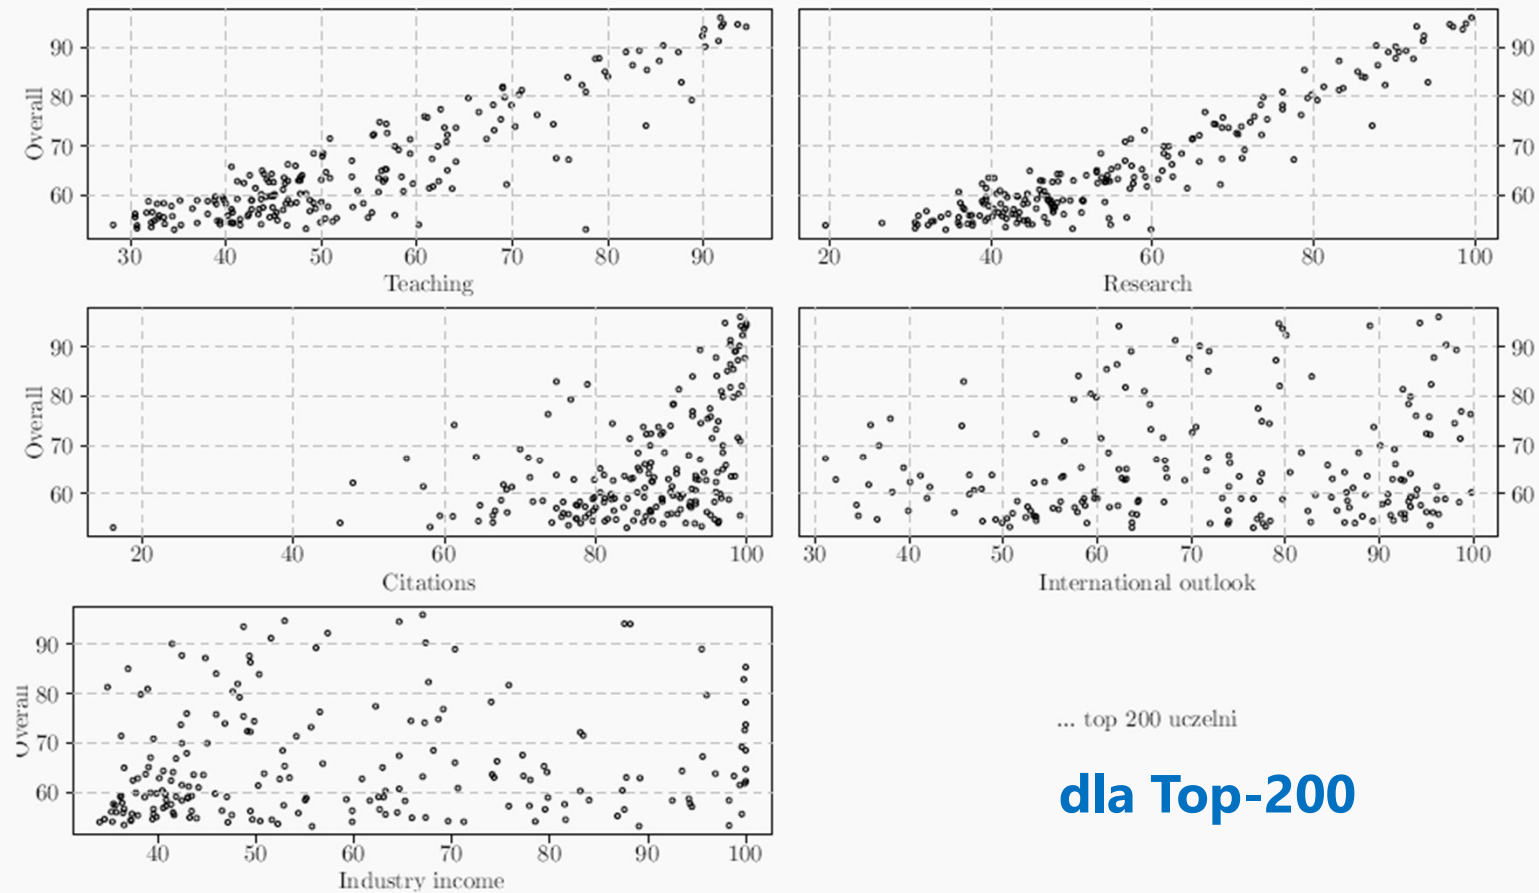 90
80
70
60
Overall
30 40 50 60 70 80 90
Teaching
90
80
70
60
20 40 60 80 100
Research
90
80
70
60
Overall
20 40 60 80 100
Citations
90
80
70
60
30 40 50 60 70 80 90 100
International outlook
90
80
70
60
Overall
40 50 60 70 80 90 100
Industry income
... top 200 uczelni
dla Top-200